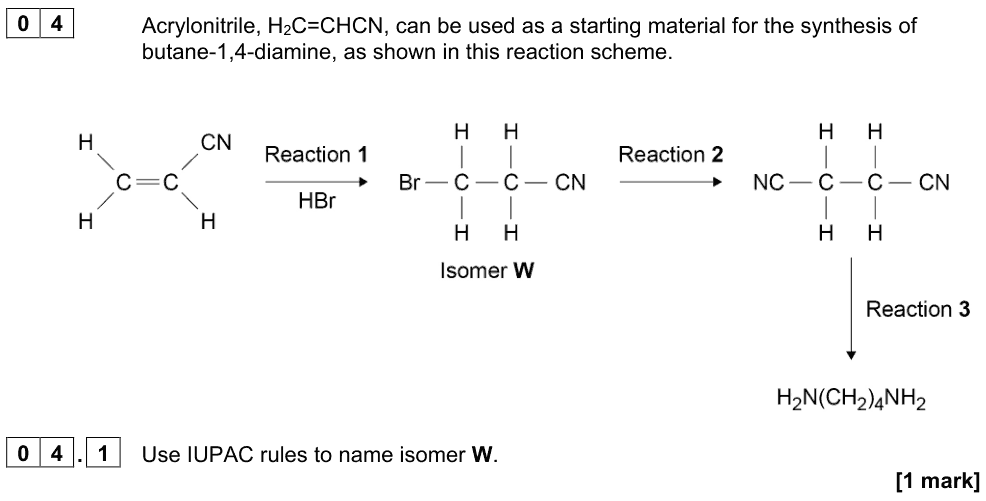 0 4 Acrylonitrile, H₂C=CHCN, can be used as a starting material for the synthesis of
butane-1,4-diamine, as shown in this reaction scheme.
H CN
C=C
H H
Reaction 1
HBr
H H
Br—C—C—CN
H H
Isomer W
Reaction 2
H H
NC—C—C—CN
H H
Reaction 3
H₂N(CH₂)₄NH₂
0 4 . 1 Use IUPAC rules to name isomer W.
[1 mark]